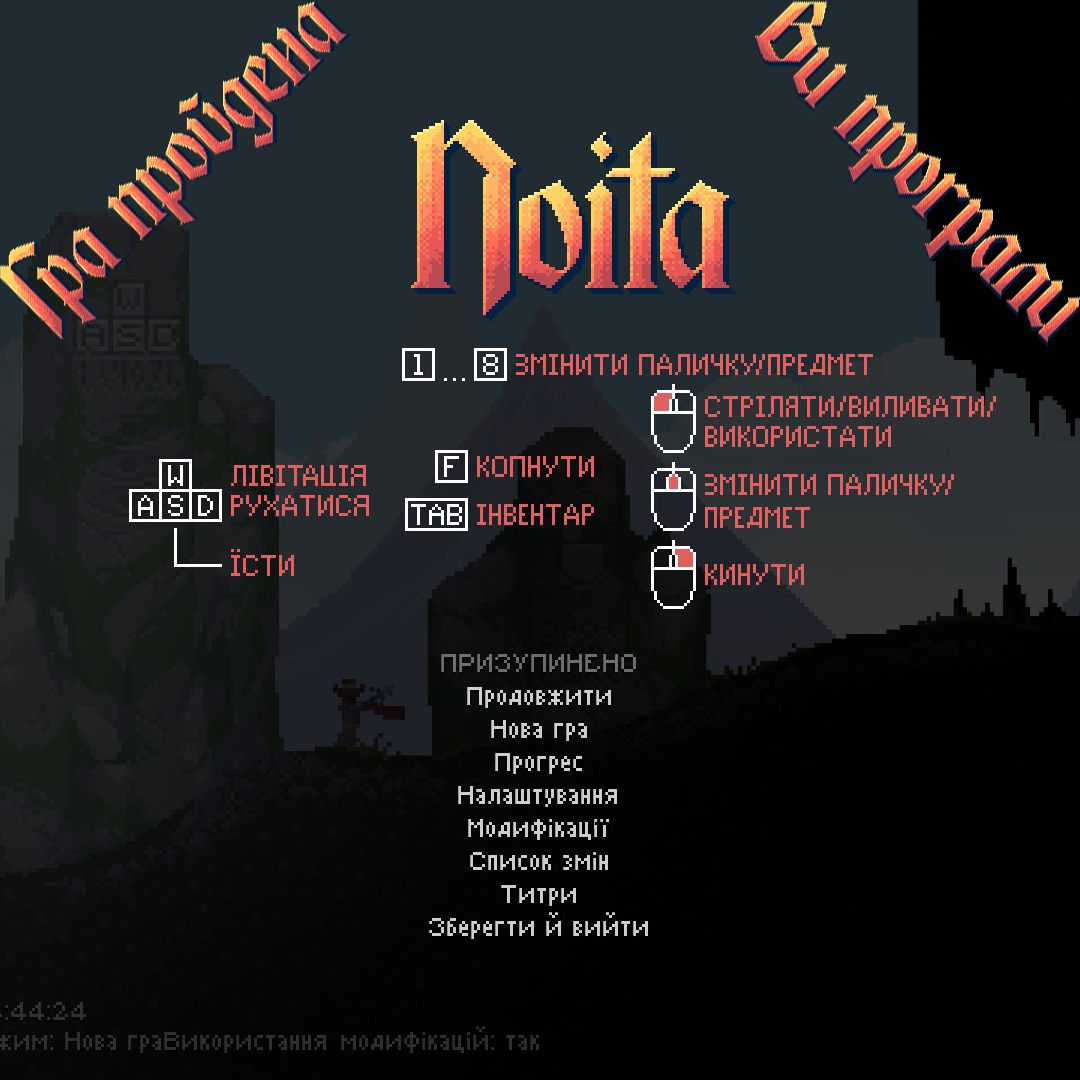 Гра пройдена
Ви програли
Noita
1 ... 8 ЗМІНИТИ ПАЛИЧКУ/ПРЕДМЕТ
СТРІЛЯТИ/ВИЛИВАТИ/
ВИКОРИСТАТИ
W ЛІВІТАЦІЯ
A S D РУХАТИСЯ
ЇСТИ
F КОПНУТИ
TAB ІНВЕНТАР
ЗМІНИТИ ПАЛИЧКУ/
ПРЕДМЕТ
КИНУТИ
ПРИЗУПИНЕНО
Продовжити
Нова гра
Прогрес
Налаштування
Модифікації
Список змін
Титри
Зберегти й вийти
:44:24
жим: Нова граВикористання модифікацій: так